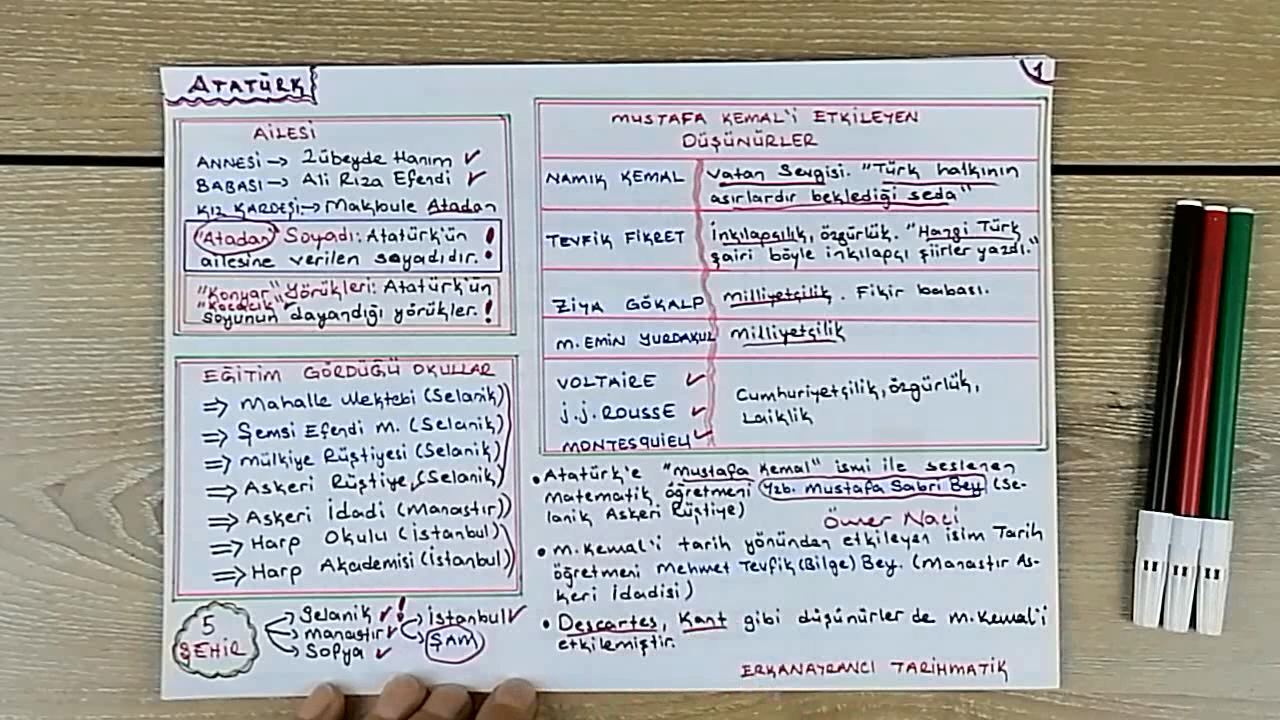 ATATÜRK
1
AİLESİ
ANNESİ → Zübeyde Hanım ✓
BABASI → Ali Rıza Efendi ✓
KIZ KARDEŞİ → Makbule Atadan
"Atadan" Soyadı: Atatürk'ün !
ailesine verilen soyadıdır.
"Konyar" Yörükleri: Atatürk'ün
"Kocacık"
soyunun dayandığı yörükler. !
EĞİTİM GÖRDÜĞÜ OKULLAR
⇒ Mahalle Mektebi (Selanik)
⇒ Şemsi Efendi M. (Selanik)
⇒ Mülkiye Rüştiyesi (Selanik)
⇒ Askeri Rüştiye (Selanik)
⇒ Askeri İdadi (Manastır)
⇒ Harp Okulu (İstanbul)
⇒ Harp Akademisi (İstanbul)
5 ŞEHİR
Selanik ✓ !
Manastır ✓
Sofya ✓
İstanbul ✓
ŞAM
MUSTAFA KEMAL'İ ETKİLEYEN
DÜŞÜNÜRLER
NAMIK KEMAL Vatan Sevgisi. "Türk halkının
asırlardır beklediği seda"
TEVFİK FİKRET İnkılapçılık, özgürlük. "Hangi Türk
şairi böyle inkılapçı şiirler yazdı."
ZİYA GÖKALP Milliyetçilik. Fikir babası.
M. EMİN YURDAKUL Milliyetçilik
VOLTAIRE ✓
J.J. ROUSSE ✓
MONTESQUIEU ✓
Cumhuriyetçilik, özgürlük,
Laiklik
• Atatürk'e "Mustafa Kemal" ismi ile seslenen
Matematik öğretmeni Yzb. Mustafa Sabri Bey (Se-
lanik Askeri Rüştiye)
Ömer Naci
• M. Kemal'i tarih yönünden etkileyen isim Tarih
öğretmeni Mehmet Tevfik (Bilge) Bey. (Manastır As-
keri İdadisi)
• Descartes, Kant gibi düşünürler de M. Kemal'i
etkilemiştir.
ERKANAYRANCI TARİHMATİK